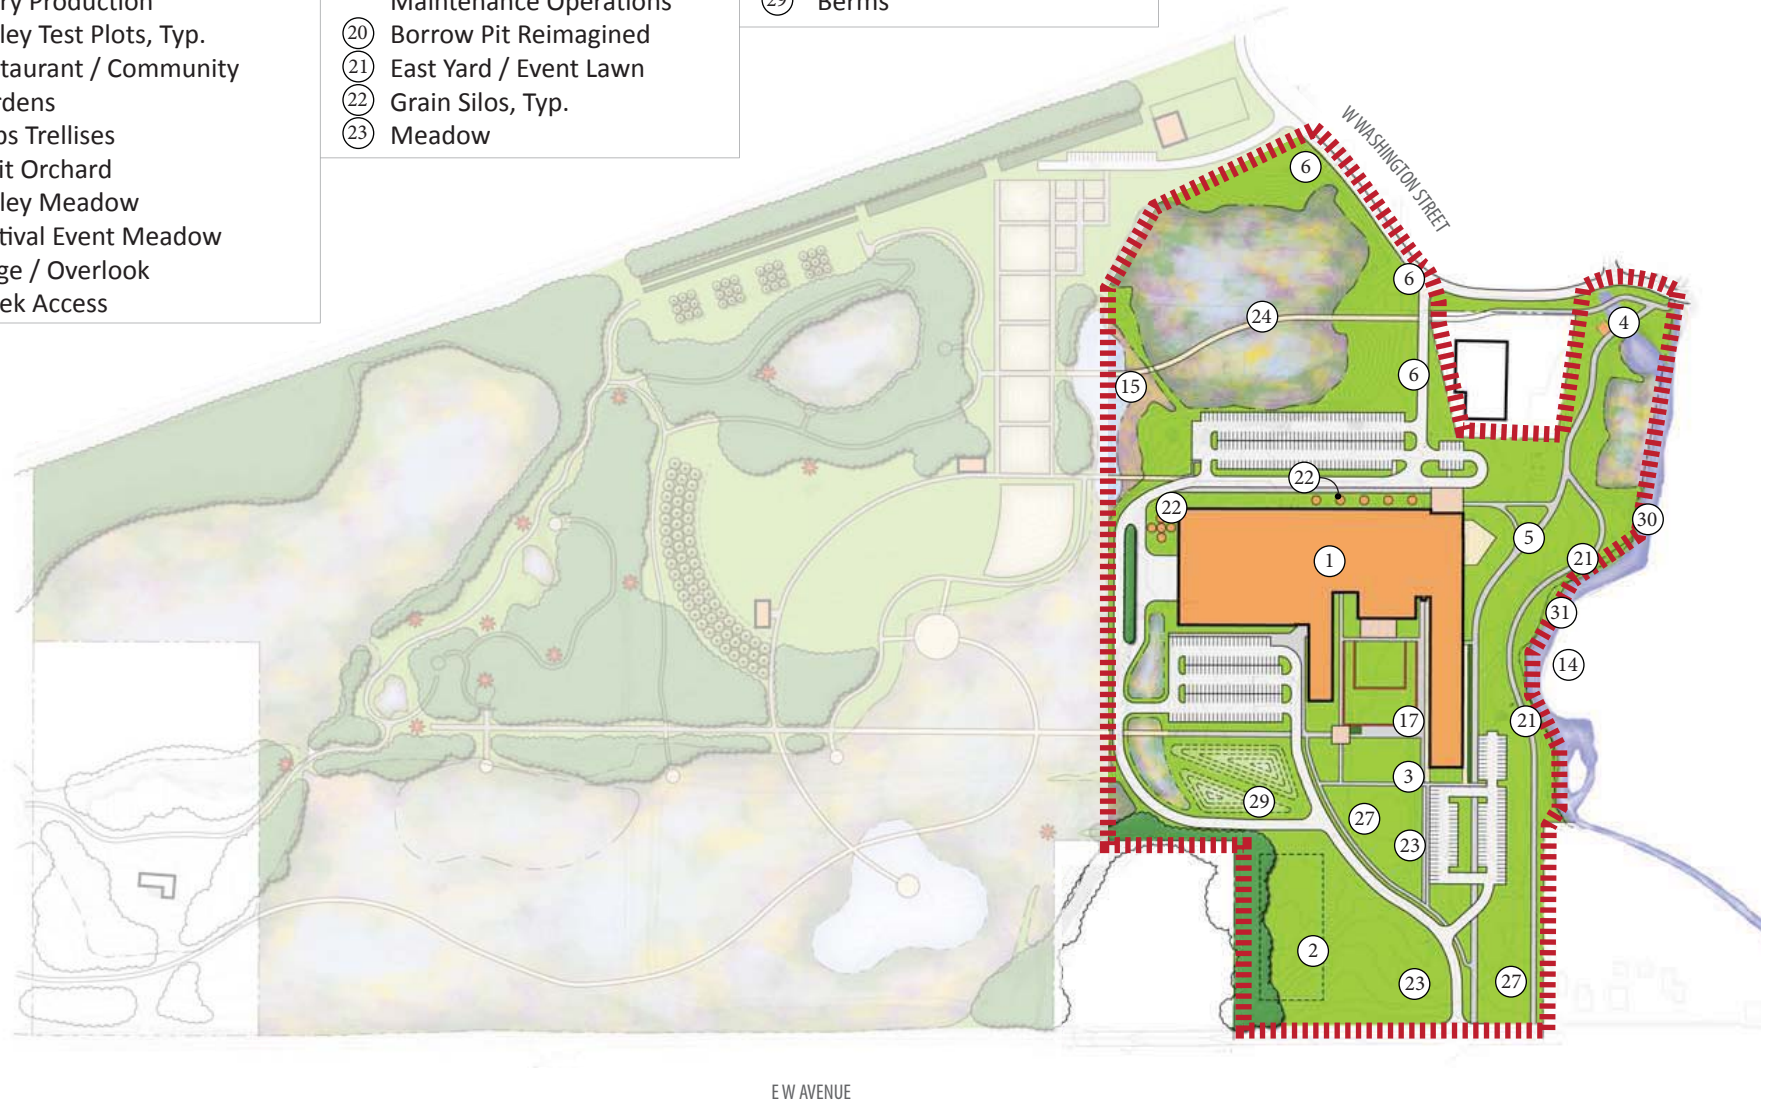 ry Production
ley Test Plots, Typ.
taurant / Community
rdens
ps Trellises
it Orchard
ley Meadow
tival Event Meadow
ge / Overlook
ek Access
Maintenance Operations
20 Borrow Pit Reimagined
21 East Yard / Event Lawn
22 Grain Silos, Typ.
23 Meadow
29 Berms
W WASHINGTON STREET
6
6
4
24
6
15
22
22
30
5
1
21
31
14
17
21
3
29
27
23
2
23
27
E W AVENUE